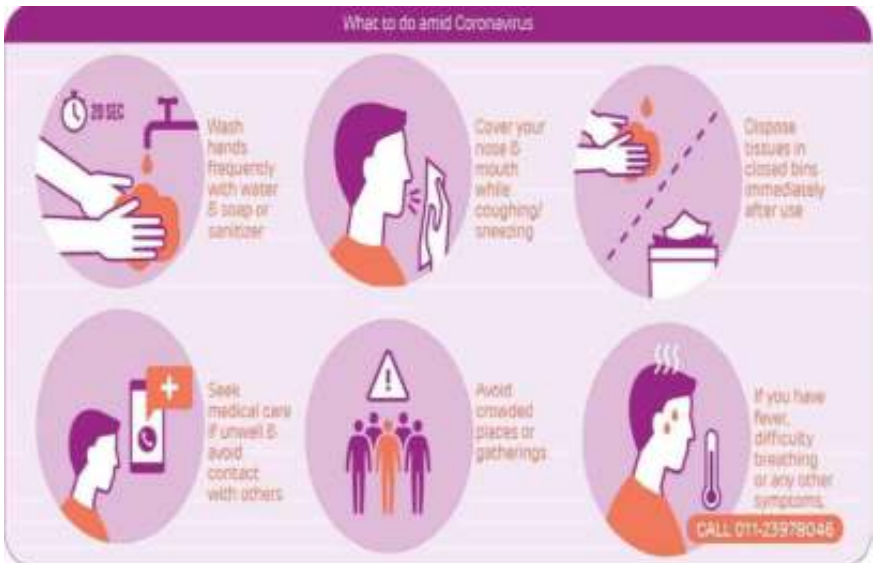 What to do amid Coronavirus
20 SEC
Wash
hands
frequently
with water
& soap or
sanitizer
Cover your
nose &
mouth
while
coughing/
sneezing
Dispose
tissues in
closed bins
immediately
after use
Seek
medical care
if unwell &
avoid
contact
with others
Avoid
crowded
places or
gatherings
If you have
fever,
difficulty
breathing
or any other
symptoms,
CALL 011-23978046